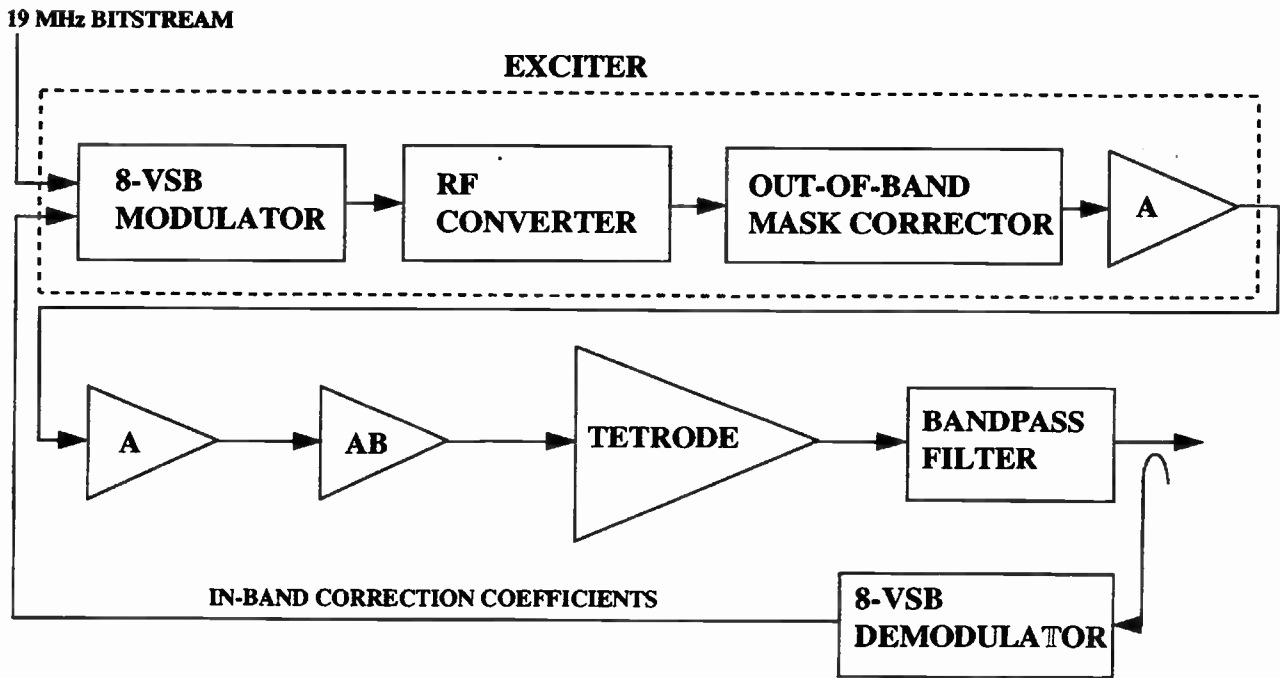 19 MHz BITSTREAM
EXCITER
8-VSB
MODULATOR
RF
CONVERTER
OUT-OF-BAND
MASK CORRECTOR
A
A
AB
TETRODE
BANDPASS
FILTER
IN-BAND CORRECTION COEFFICIENTS
8-VSB
DEMODULATOR